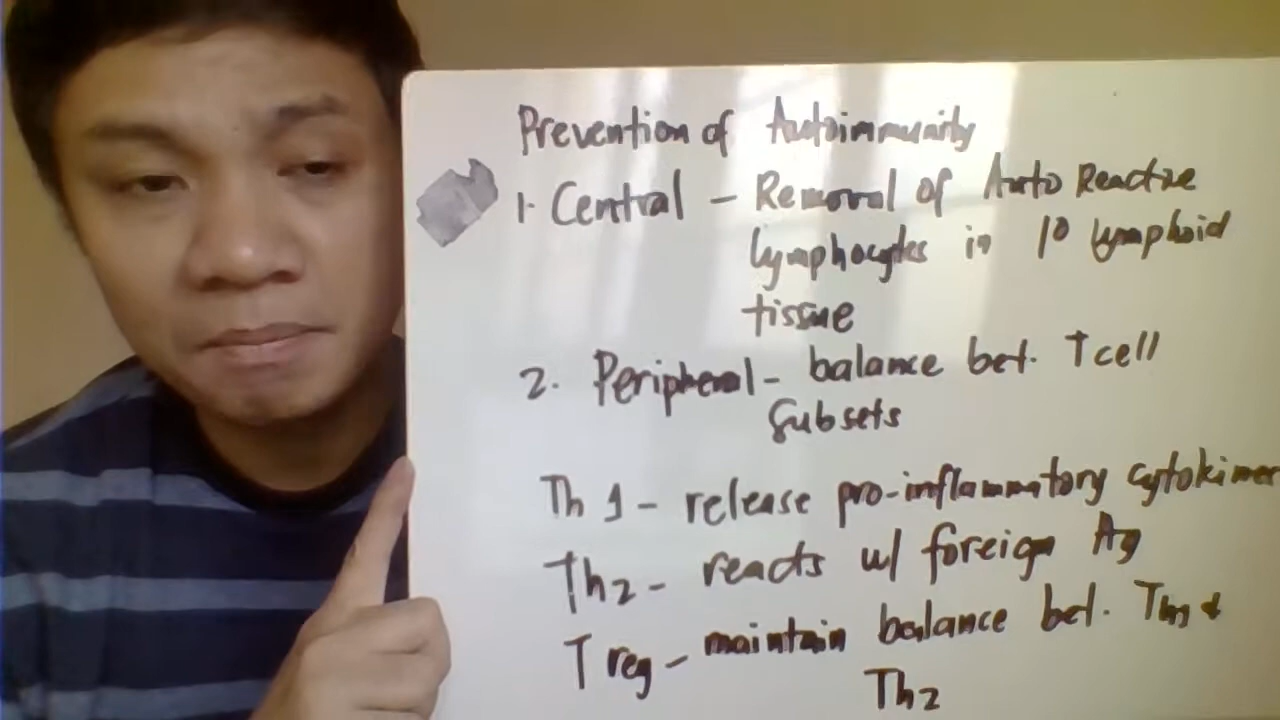 Prevention of Autoimmunity
1. Central - Removal of Auto Reactive
lymphocytes in 1° lymphoid
tissue
2. Peripheral - balance bet. T cell
Subsets
Th 1 - release pro-inflammatory cytokines
Th2 - reacts w/ foreign Ag
T reg - maintain balance bet. Th1 &
Th2